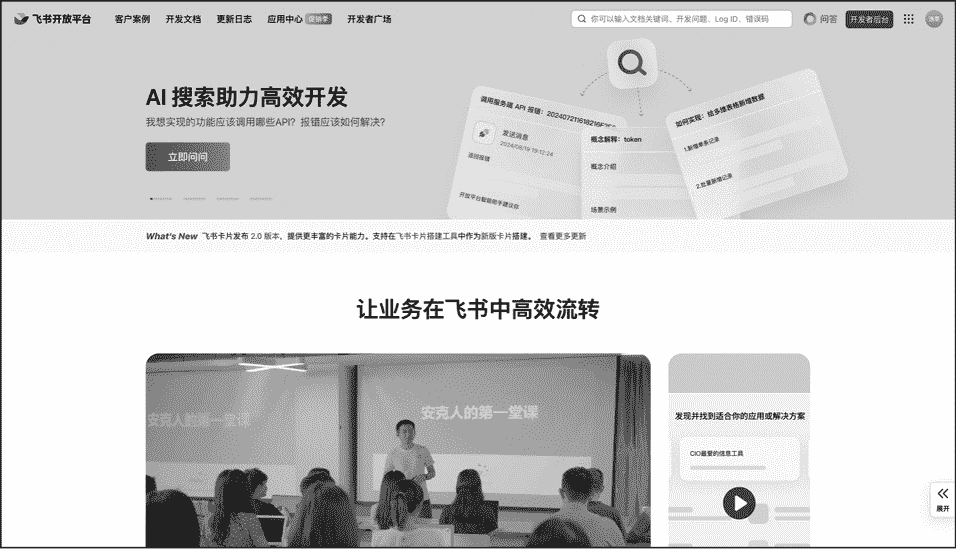 飞书开放平台
客户案例
开发文档
更新日志
应用中心
促销季
开发者广场
你可以输入文档关键词、开发问题、Log ID、错误码
问答
开发者后台
AI 搜索助力高效开发
我想实现的功能应该调用哪些API？报错应该如何解决？
立即问问
调用服务端 API 报错：
发送消息
2024/08/19 19:12:24
返回报错
开放平台智能助手建议你
概念解释：token
概念介绍
场景示例
如何实现：给多维表格新增数据
1.新增单条记录
2.批量新增记录
What's New 飞书卡片发布 2.0 版本，提供更丰富的卡片能力。支持在飞书卡片搭建工具中作为新版卡片搭建。 查看更多更新
让业务在飞书中高效流转
安克人的第一堂课
安克人的第一堂课
发现并找到适合你的应用或解决方案
CIO最爱的信息工具
展开